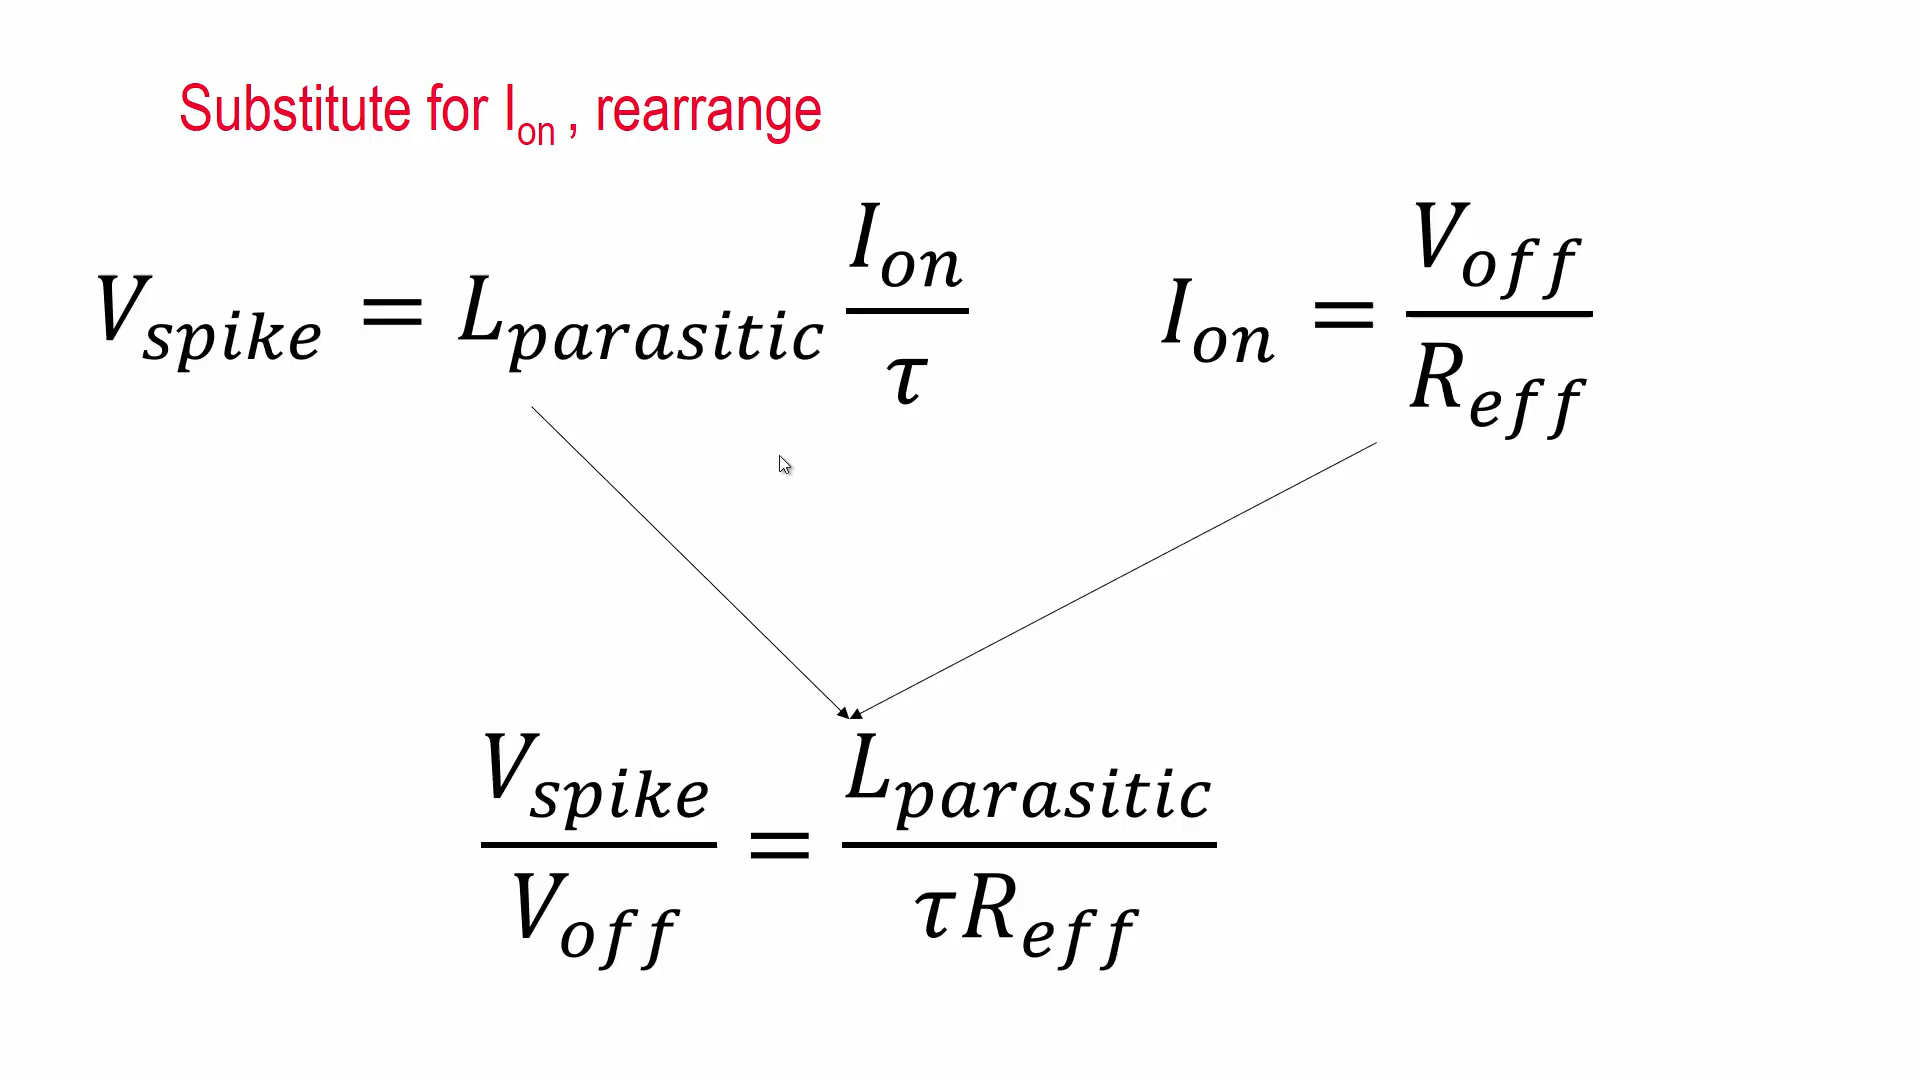 Substitute for I_on , rearrange
V_spike = L_parasitic I_on / τ
I_on = V_off / R_eff
V_spike / V_off = L_parasitic / τR_eff